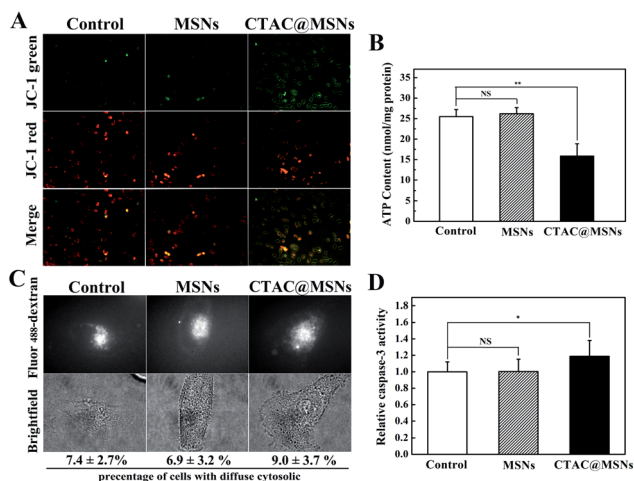 A
Control MSNs CTAC@MSNs
JC-1 green
JC-1 red
Merge
B
ATP Content (nmol/mg protein)
35
30
25
20
15
10
5
0
NS
**
Control MSNs CTAC@MSNs
C
Control MSNs CTAC@MSNs
Fluor 488-dextran
Brightfield
7.4 ± 2.7% 6.9 ± 3.2 % 9.0 ± 3.7 %
precentage of cells with diffuse cytosolic
D
Relative caspase-3 activity
1.8
1.6
1.4
1.2
1.0
0.8
0.6
0.4
0.2
0.0
NS
*
Control MSNs CTAC@MSNs